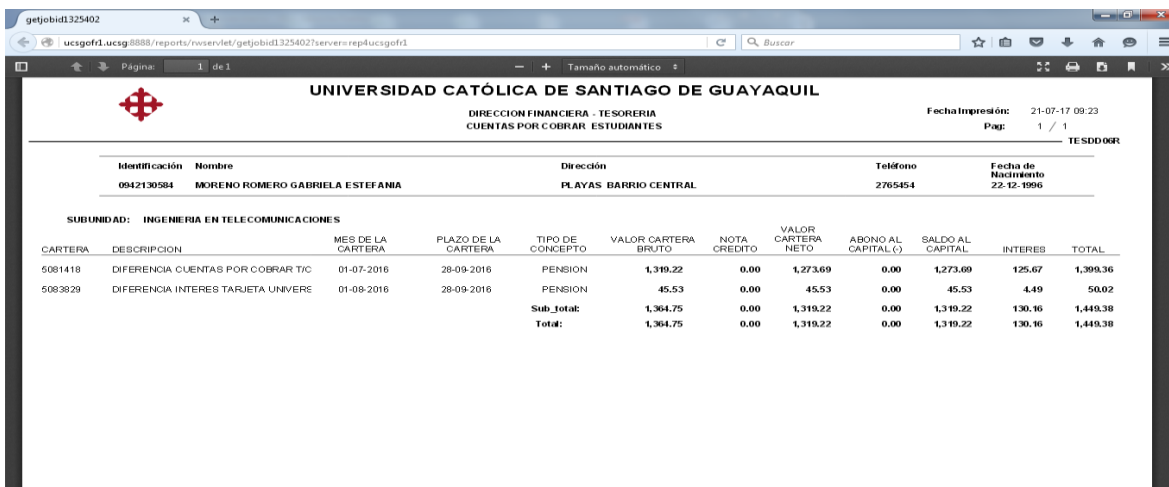 getjobid1325402
ucsgofr1.ucsg:8888/reports/rwservlet/getjobid1325402?server=rep4ucsgofr1
Buscar
Página: 1 de 1
Tamaño automático
UNIVERSIDAD CATÓLICA DE SANTIAGO DE GUAYAQUIL
DIRECCION FINANCIERA - TESORERIA
CUENTAS POR COBRAR ESTUDIANTES
Fecha Impresión: 21-07-17 09:23
Pag: 1 / 1
TESDD06R
Identificación Nombre Dirección Teléfono Fecha de Nacimiento
0942130584 MORENO ROMERO GABRIELA ESTEFANIA PLAYAS BARRIO CENTRAL 2765454 22-12-1996
SUBUNIDAD: INGENIERIA EN TELECOMUNICACIONES
CARTERA DESCRIPCION MES DE LA CARTERA PLAZO DE LA CARTERA TIPO DE CONCEPTO VALOR CARTERA BRUTO NOTA CREDITO VALOR CARTERA NETO ABONO AL CAPITAL (-) SALDO AL CAPITAL INTERES TOTAL
5081418 DIFERENCIA CUENTAS POR COBRAR T/C 01-07-2016 28-09-2016 PENSION 1,319.22 0.00 1,273.69 0.00 1,273.69 125.67 1,399.36
5083829 DIFERENCIA INTERES TARJETA UNIVERS 01-08-2016 28-09-2016 PENSION 45.53 0.00 45.53 0.00 45.53 4.49 50.02
Sub_total: 1,364.75 0.00 1,319.22 0.00 1,319.22 130.16 1,449.38
Total: 1,364.75 0.00 1,319.22 0.00 1,319.22 130.16 1,449.38